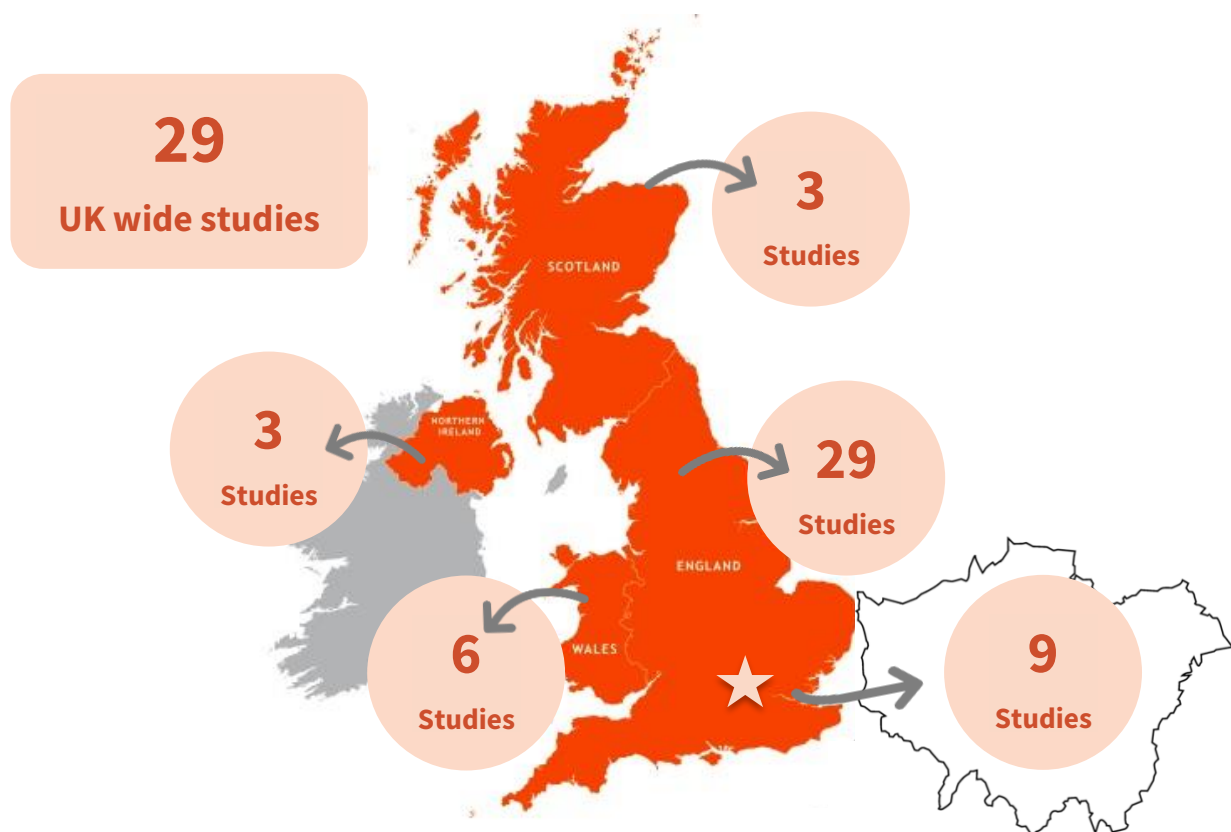 29
UK wide studies
3
Studies
SCOTLAND
3
Studies
NORTHERN
IRELAND
29
Studies
ENGLAND
6
Studies
WALES
9
Studies